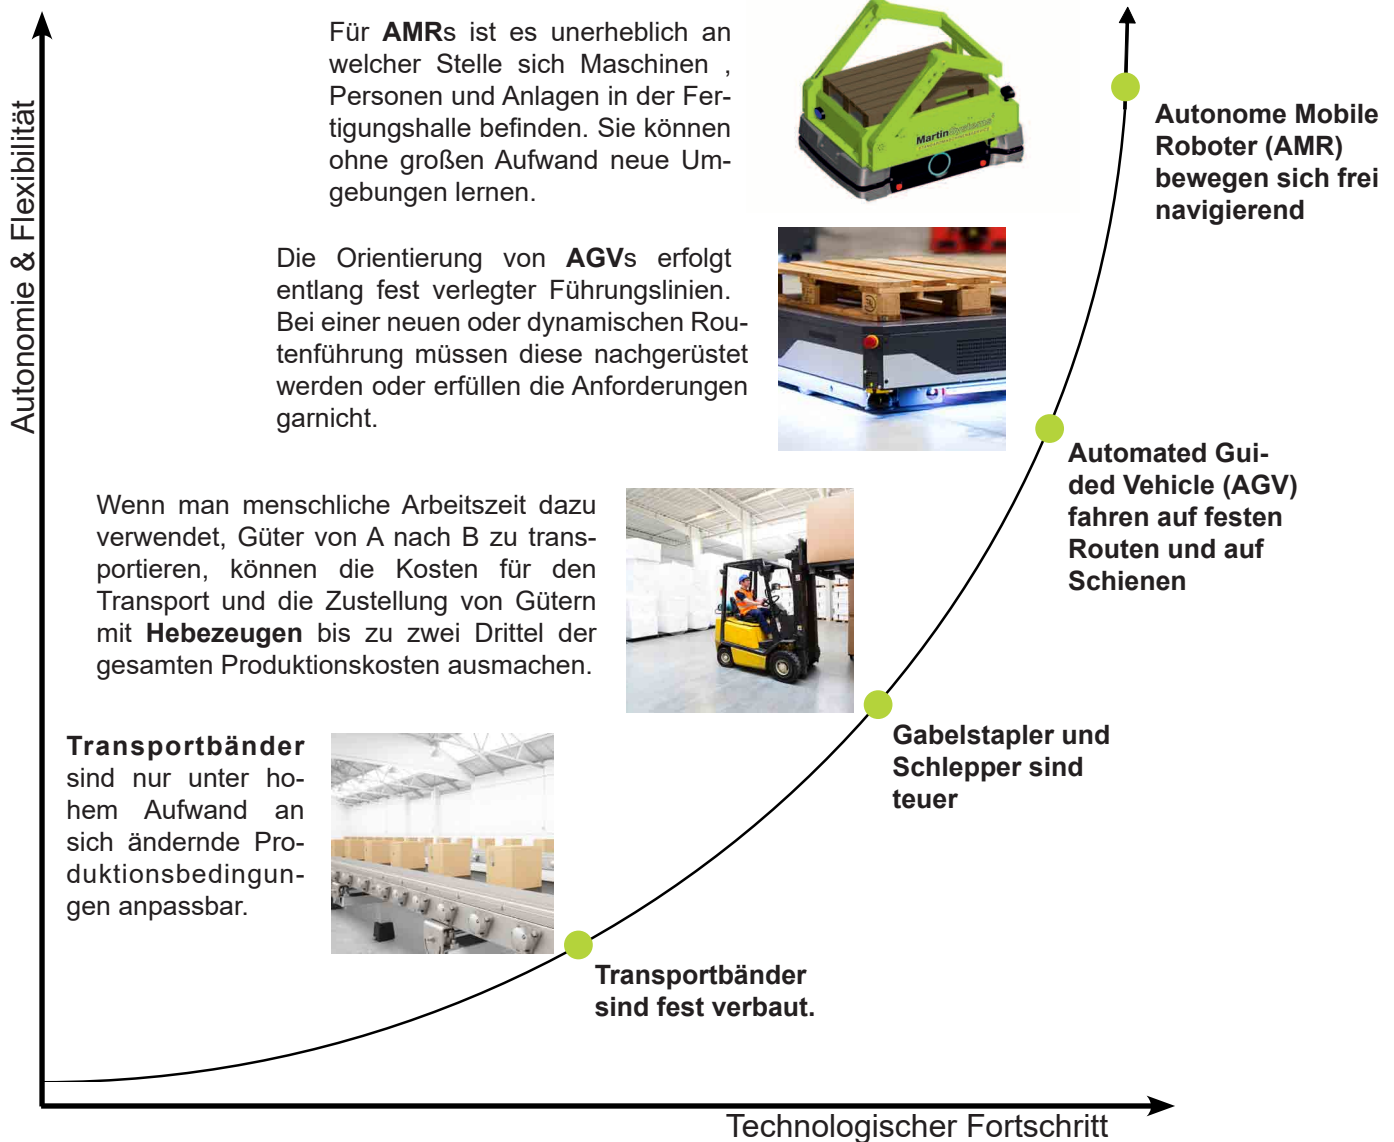 Autonomie & Flexibilität
Für AMRs ist es unerheblich an
welcher Stelle sich Maschinen ,
Personen und Anlagen in der Fer-
tigungshalle befinden. Sie können
ohne großen Aufwand neue Um-
gebungen lernen.
MartinSystems
Autonome Mobile
Roboter (AMR)
bewegen sich frei
navigierend
Die Orientierung von AGVs erfolgt
entlang fest verlegter Führungslinien.
Bei einer neuen oder dynamischen Rou-
tenführung müssen diese nachgerüstet
werden oder erfüllen die Anforderungen
garnicht.
Automated Gui-
ded Vehicle (AGV)
fahren auf festen
Routen und auf
Schienen
Wenn man menschliche Arbeitszeit dazu
verwendet, Güter von A nach B zu trans-
portieren, können die Kosten für den
Transport und die Zustellung von Gütern
mit Hebezeugen bis zu zwei Drittel der
gesamten Produktionskosten ausmachen.
Gabelstapler und
Schlepper sind
teuer
Transportbänder
sind nur unter ho-
hem Aufwand an
sich ändernde Pro-
duktionsbedingun-
gen anpassbar.
Transportbänder
sind fest verbaut.
Technologischer Fortschritt